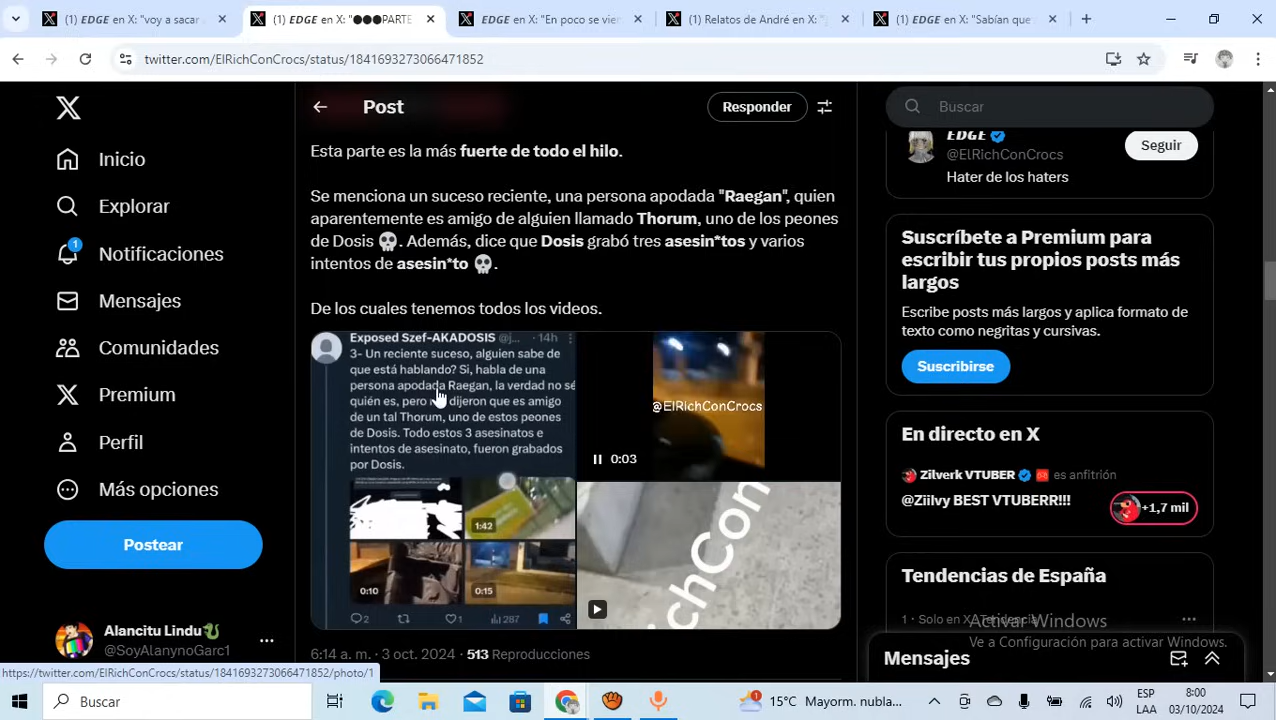 (1) EDGE en X: "voy a sacar
(1) EDGE en X: "●●●PARTE
EDGE en X: "En poco se vien
(1) Relatos de André en X: "
(1) EDGE en X: "Sabían que
twitter.com/ElRichConCrocs/status/1841693273066471852
Inicio
Explorar
1
Notificaciones
Mensajes
Comunidades
Premium
Perfil
Más opciones
Postear
Alancitu Lindu
@SoyAlanynoGarc1
Post
Responder
Esta parte es la más fuerte de todo el hilo.
Se menciona un suceso reciente, una persona apodada "Raegan", quien
aparentemente es amigo de alguien llamado Thorum, uno de los peones
de Dosis 💀. Además, dice que Dosis grabó tres asesin*tos y varios
intentos de asesin*to 💀.
De los cuales tenemos todos los videos.
Exposed Szef-AKADOSIS @j... · 14h
3- Un reciente suceso, alguien sabe de
que está hablando? Si, habla de una
persona apodada Raegan, la verdad no sé
quién es, pero dijeron que es amigo
de un tal Thorum, uno de estos peones
de Dosis. Todo estos 3 asesinatos e
intentos de asesinato, fueron grabados
por Dosis.
1:42
0:10
0:15
2
1
287
@ElRichConCrocs
0:03
ichCon
6:14 a. m. · 3 oct. 2024 · 513 Reproducciones
Buscar
EDGE
@ElRichConCrocs
Seguir
Hater de los haters
Suscríbete a Premium para
escribir tus propios posts más
largos
Escribe posts más largos y aplica formato
de texto como negritas y cursivas.
Suscribirse
En directo en X
Zilverk VTUBER es anfitrión
@Ziilvy BEST VTUBERR!!!
+1,7 mil
Tendencias de España
1 · Solo en X · Tendencia
Activar Windows
Ve a Configuración para activar Windows.
Mensajes
https://twitter.com/ElRichConCrocs/status/1841693273066471852/photo/1
Buscar
1
15°C Mayorm. nubla...
ESP
LAA
8:00
03/10/2024